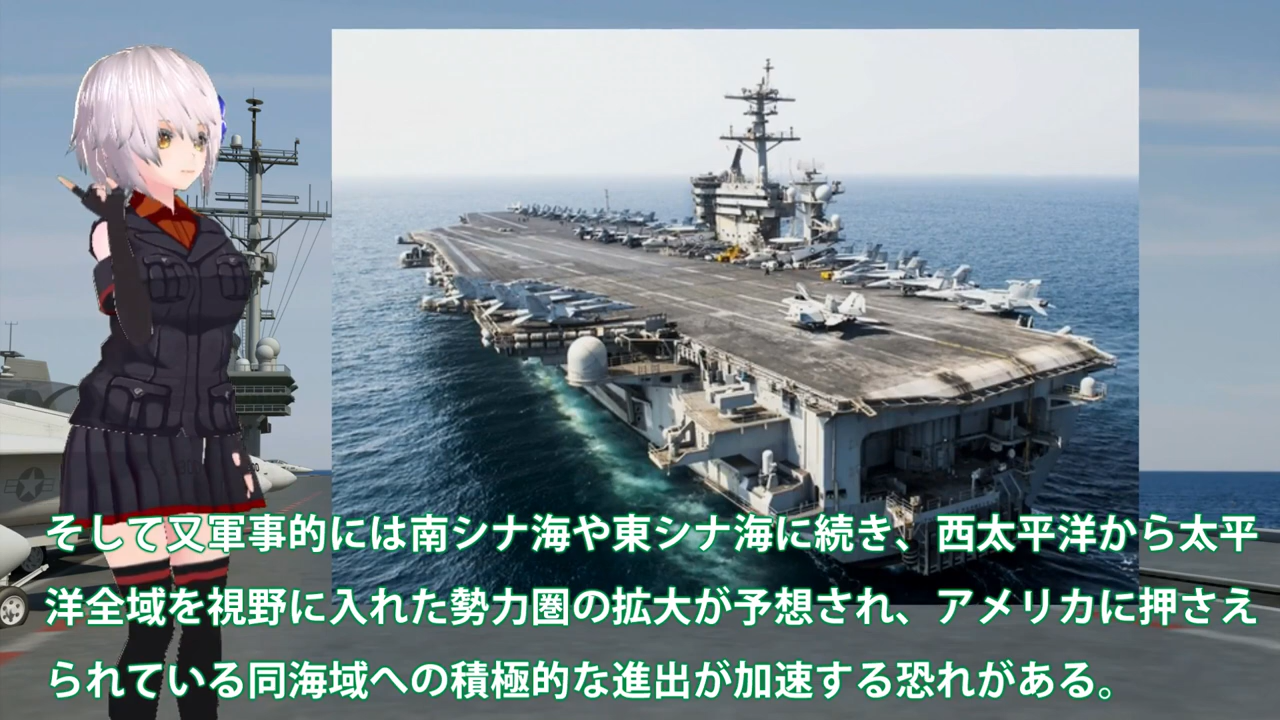 そして又軍事的には南シナ海や東シナ海に続き、西太平洋から太平
洋全域を視野に入れた勢力圏の拡大が予想され、アメリカに押さえ
られている同海域への積極的な進出が加速する恐れがある。